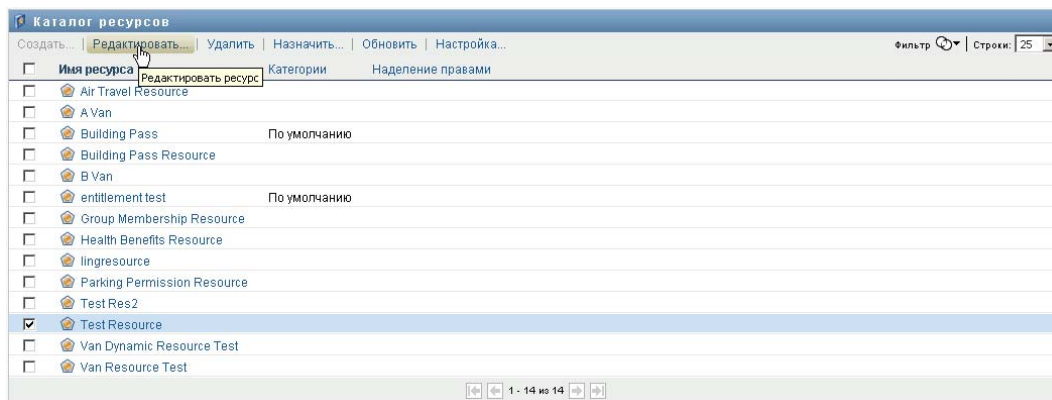 Каталог ресурсов
Создать... | Редактировать... | Удалить | Назначить... | Обновить | Настройка... Фильтр | Строки: 25
Имя ресурса Категории Наделение правами
Редактировать ресурс
Air Travel Resource
A Van
Building Pass По умолчанию
Building Pass Resource
B Van
entitlement test По умолчанию
Group Membership Resource
Health Benefits Resource
lingresource
Parking Permission Resource
Test Res2
Test Resource
Van Dynamic Resource Test
Van Resource Test
1 - 14 из 14